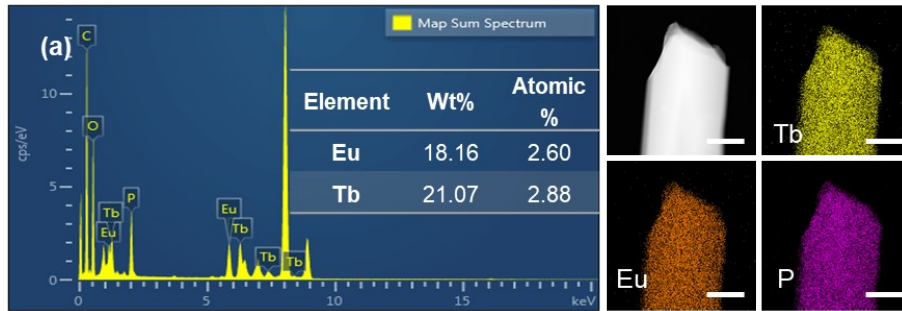 (a)
Map Sum Spectrum
C
O
Tb
Eu
P
Eu
Tb
Tb
Tb
cps/eV
10
5
0
0
5
10
15
keV
Element Wt% Atomic %
Eu 18.16 2.60
Tb 21.07 2.88
Tb
Eu
P